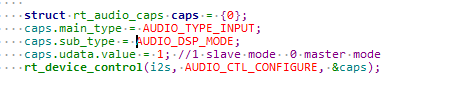 struct rt_audio_caps caps = {0};
caps.main_type = AUDIO_TYPE_INPUT;
caps.sub_type = AUDIO_DSP_MODE;
caps.udata.value = 1; //1 slave mode  0 master mode
rt_device_control(i2s, AUDIO_CTL_CONFIGURE, &caps);